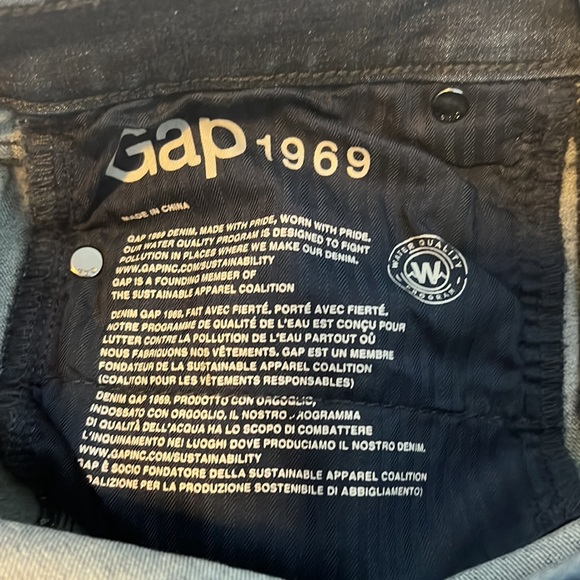 Gap 1969
MADE IN CHINA
GAP 1969 DENIM, MADE WITH PRIDE, WORN WITH PRIDE.
OUR WATER QUALITY PROGRAM IS DESIGNED TO FIGHT
POLLUTION IN PLACES WHERE WE MAKE OUR DENIM.
WWW.GAPINC.COM/SUSTAINABILITY
GAP IS A FOUNDING MEMBER OF
THE SUSTAINABLE APPAREL COALITION
WATER QUALITY
W
PROGRAM
DENIM GAP 1969, FAIT AVEC FIERTÉ, PORTÉ AVEC FIERTÉ.
NOTRE PROGRAMME DE QUALITÉ DE L'EAU EST CONÇU POUR
LUTTER CONTRE LA POLLUTION DE L'EAU PARTOUT OÙ
NOUS FABRIQUONS NOS VÊTEMENTS. GAP EST UN MEMBRE
FONDATEUR DE LA SUSTAINABLE APPAREL COALITION
(COALITION POUR LES VÊTEMENTS RESPONSABLES)
DENIM GAP 1969, PRODOTTO CON ORGOGLIO,
INDOSSATO CON ORGOGLIO. IL NOSTRO PROGRAMMA
DI QUALITÀ DELL'ACQUA HA LO SCOPO DI COMBATTERE
L'INQUINAMENTO NEI LUOGHI DOVE PRODUCIAMO IL NOSTRO DENIM.
WWW.GAPINC.COM/SUSTAINABILITY
GAP È SOCIO FONDATORE DELLA SUSTAINABLE APPAREL COALITION
COALIZIONE PER LA PRODUZIONE SOSTENIBILE DI ABBIGLIAMENTO)